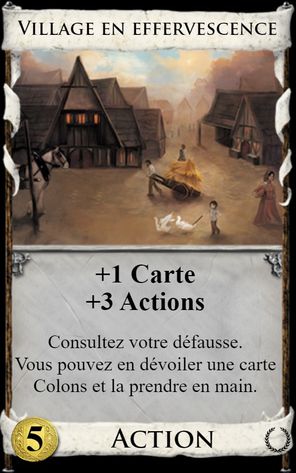 Village en effervescence
+1 Carte
+3 Actions
Consultez votre défausse.
Vous pouvez en dévoiler une carte
Colons et la prendre en main.
5
Action